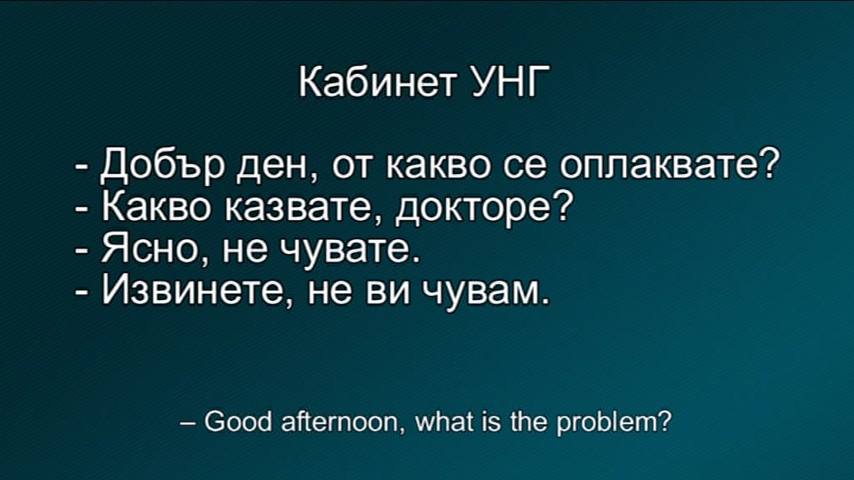 Кабинет УНГ
- Добър ден, от какво се оплаквате?
- Какво казвате, докторе?
- Ясно, не чувате.
- Извинете, не ви чувам.
– Good afternoon, what is the problem?